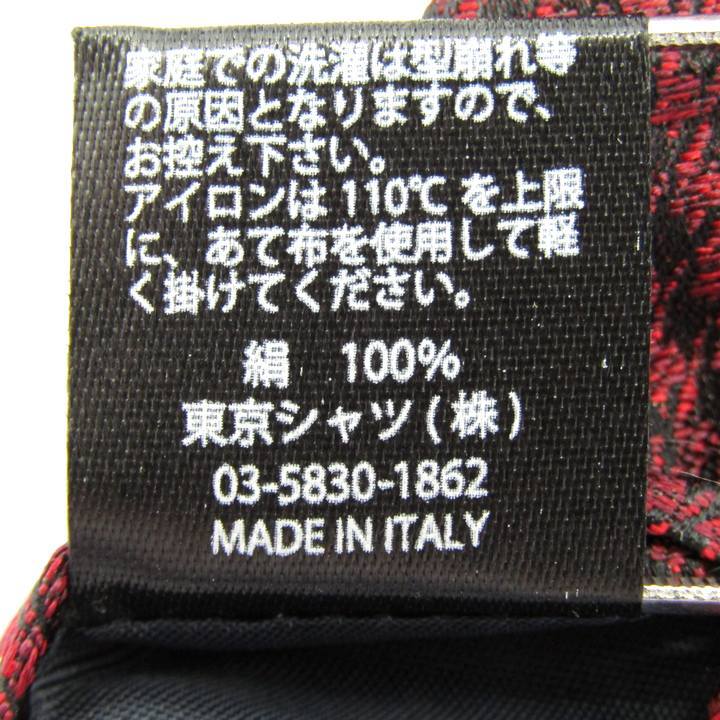 家庭での洗濯は型崩れ等
の原因となりますので、
お控え下さい。
アイロンは 110℃ を上限
に、あて布を使用して軽
く掛けてください。
絹 100%
東京シャツ(株)
03-5830-1862
MADE IN ITALY